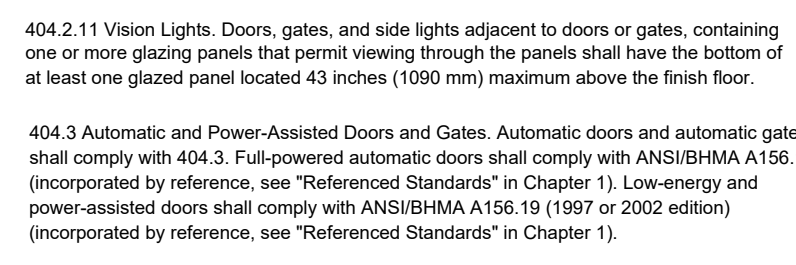 404.2.11 Vision Lights. Doors, gates, and side lights adjacent to doors or gates, containing
one or more glazing panels that permit viewing through the panels shall have the bottom of
at least one glazed panel located 43 inches (1090 mm) maximum above the finish floor.
404.3 Automatic and Power-Assisted Doors and Gates. Automatic doors and automatic gate
shall comply with 404.3. Full-powered automatic doors shall comply with ANSI/BHMA A156.
(incorporated by reference, see "Referenced Standards" in Chapter 1). Low-energy and
power-assisted doors shall comply with ANSI/BHMA A156.19 (1997 or 2002 edition)
(incorporated by reference, see "Referenced Standards" in Chapter 1).